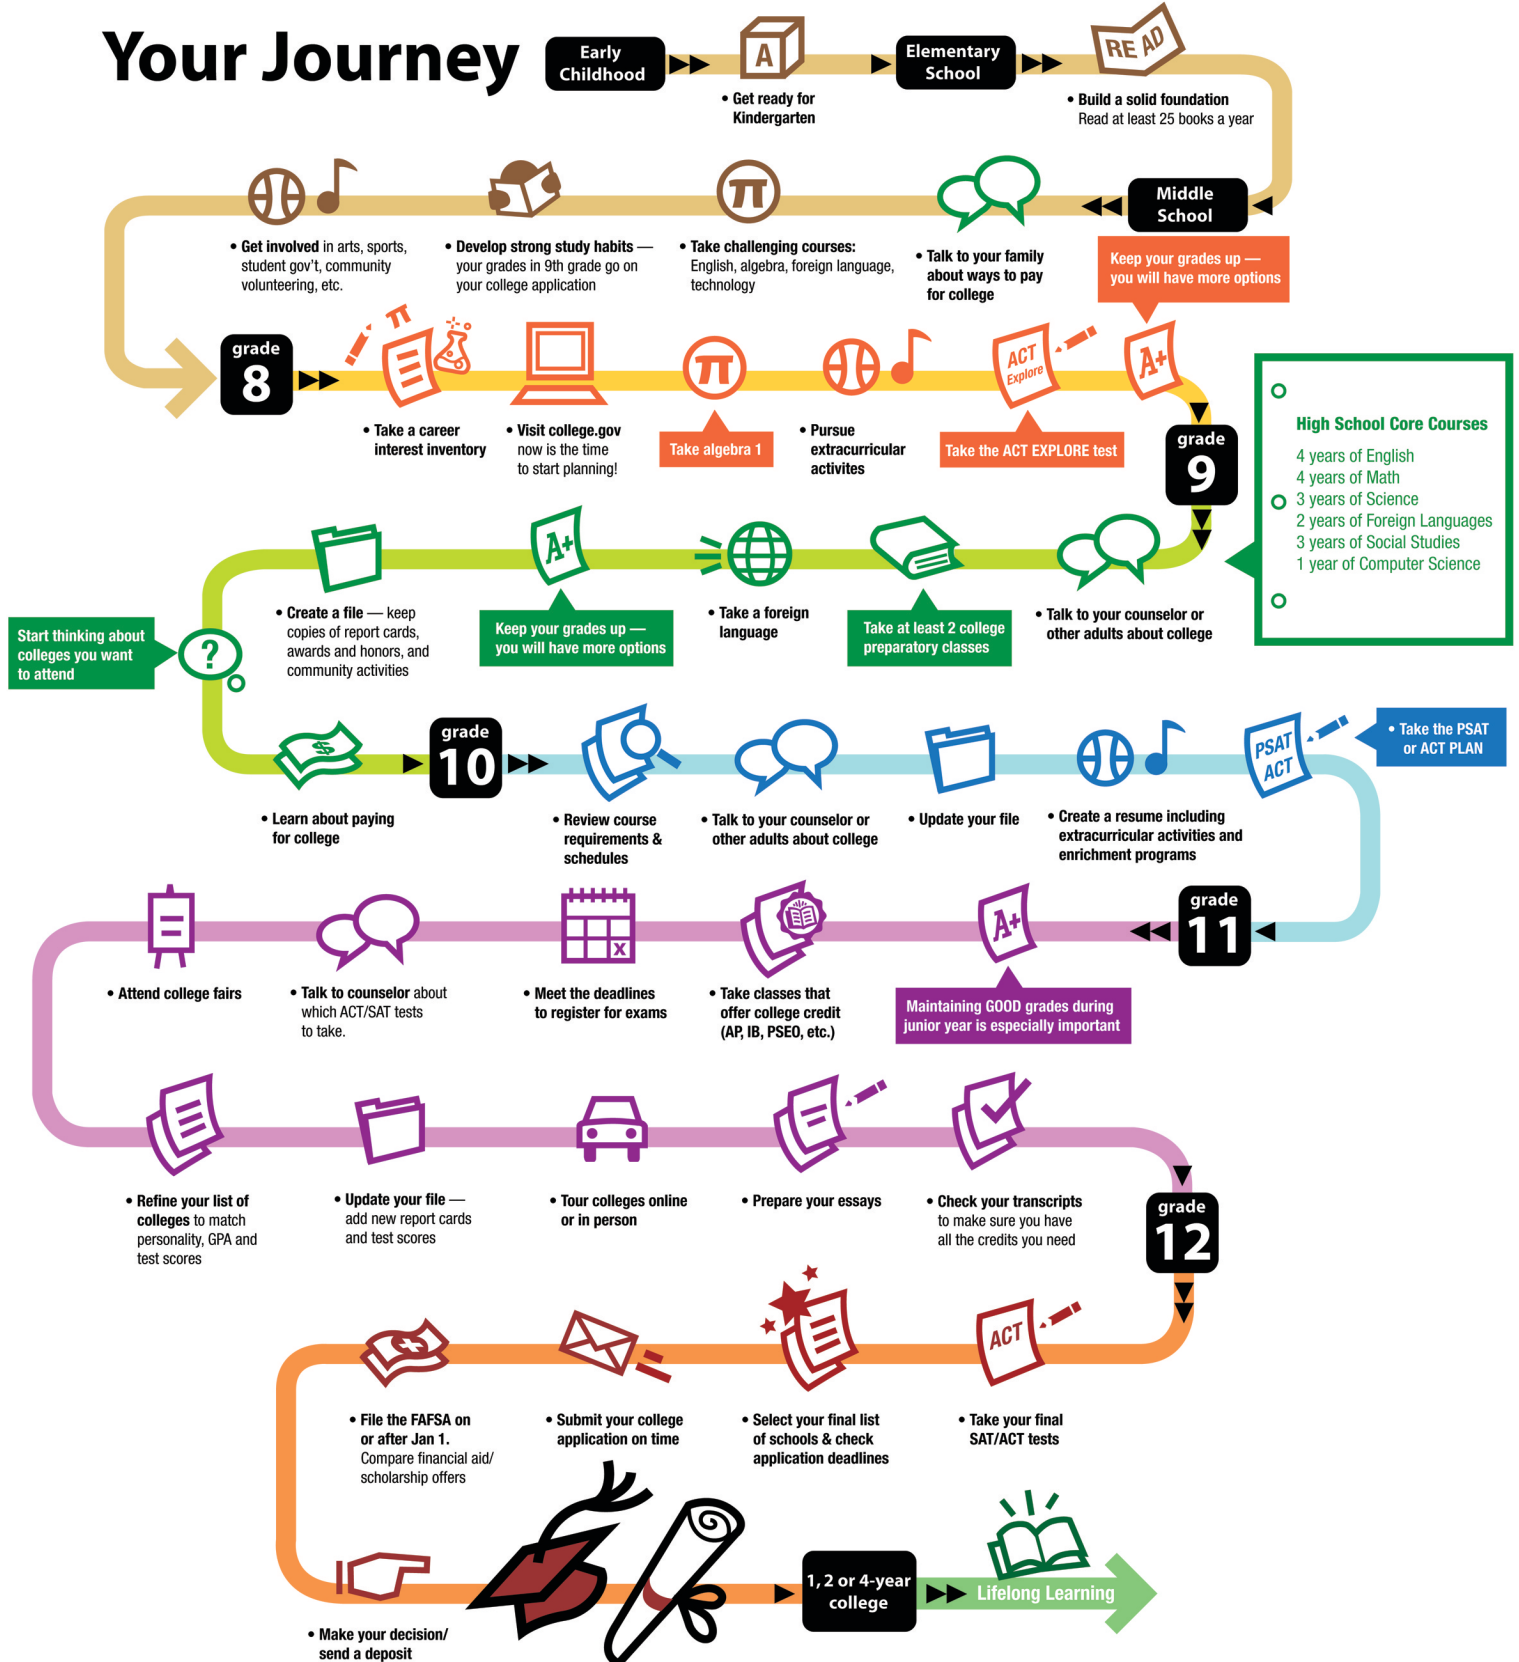 Your Journey
Early
Childhood
A
• Get ready for
Kindergarten
Elementary
School
READ
• Build a solid foundation
Read at least 25 books a year
Middle
School
Keep your grades up —
you will have more options
• Talk to your family
about ways to pay
for college
π
• Take challenging courses:
English, algebra, foreign language,
technology
• Develop strong study habits —
your grades in 9th grade go on
your college application
• Get involved in arts, sports,
student gov't, community
volunteering, etc.
grade
8
π
• Take a career
interest inventory
• Visit college.gov
now is the time
to start planning!
π
Take algebra 1
• Pursue
extracurricular
activites
ACT
Explore
Take the ACT EXPLORE test
A+
grade
9
High School Core Courses
4 years of English
4 years of Math
3 years of Science
2 years of Foreign Languages
3 years of Social Studies
1 year of Computer Science
• Talk to your counselor or
other adults about college
Take at least 2 college
preparatory classes
• Take a foreign
language
A+
Keep your grades up —
you will have more options
• Create a file — keep
copies of report cards,
awards and honors, and
community activities
Start thinking about
colleges you want
to attend
?
$
• Learn about paying
for college
grade
10
• Review course
requirements &
schedules
• Talk to your counselor or
other adults about college
• Update your file
• Create a resume including
extracurricular activities and
enrichment programs
PSAT
ACT
• Take the PSAT
or ACT PLAN
grade
11
A+
Maintaining GOOD grades during
junior year is especially important
• Take classes that
offer college credit
(AP, IB, PSEO, etc.)
x
• Meet the deadlines
to register for exams
• Talk to counselor about
which ACT/SAT tests
to take.
• Attend college fairs
• Refine your list of
colleges to match
personality, GPA and
test scores
• Update your file —
add new report cards
and test scores
• Tour colleges online
or in person
• Prepare your essays
• Check your transcripts
to make sure you have
all the credits you need
grade
12
ACT
• Take your final
SAT/ACT tests
• Select your final list
of schools & check
application deadlines
• Submit your college
application on time
• File the FAFSA on
or after Jan 1.
Compare financial aid/
scholarship offers
• Make your decision/
send a deposit
1, 2 or 4-year
college
Lifelong Learning